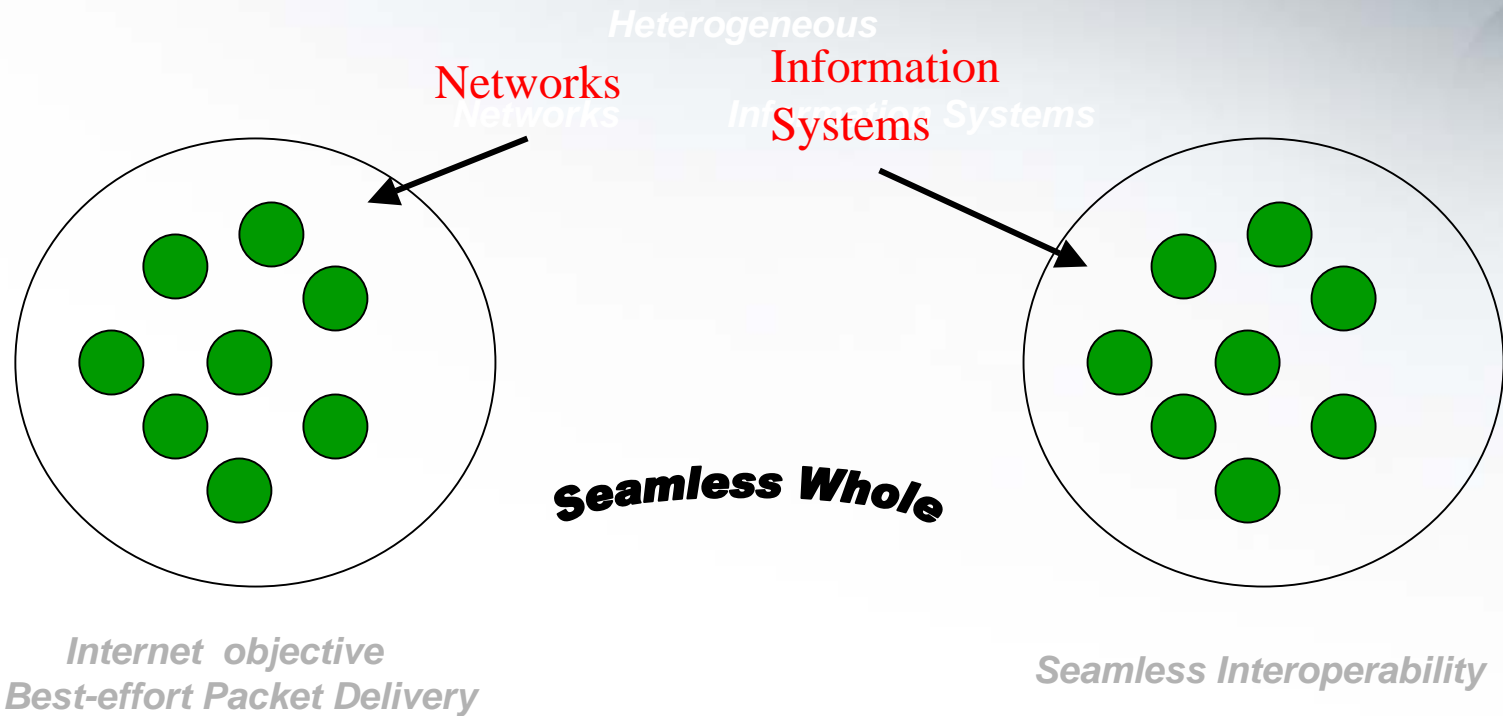 Heterogeneous
Networks
Information
Systems
Networks Information Systems
Seamless Whole
Internet objective
Best-effort Packet Delivery
Seamless Interoperability